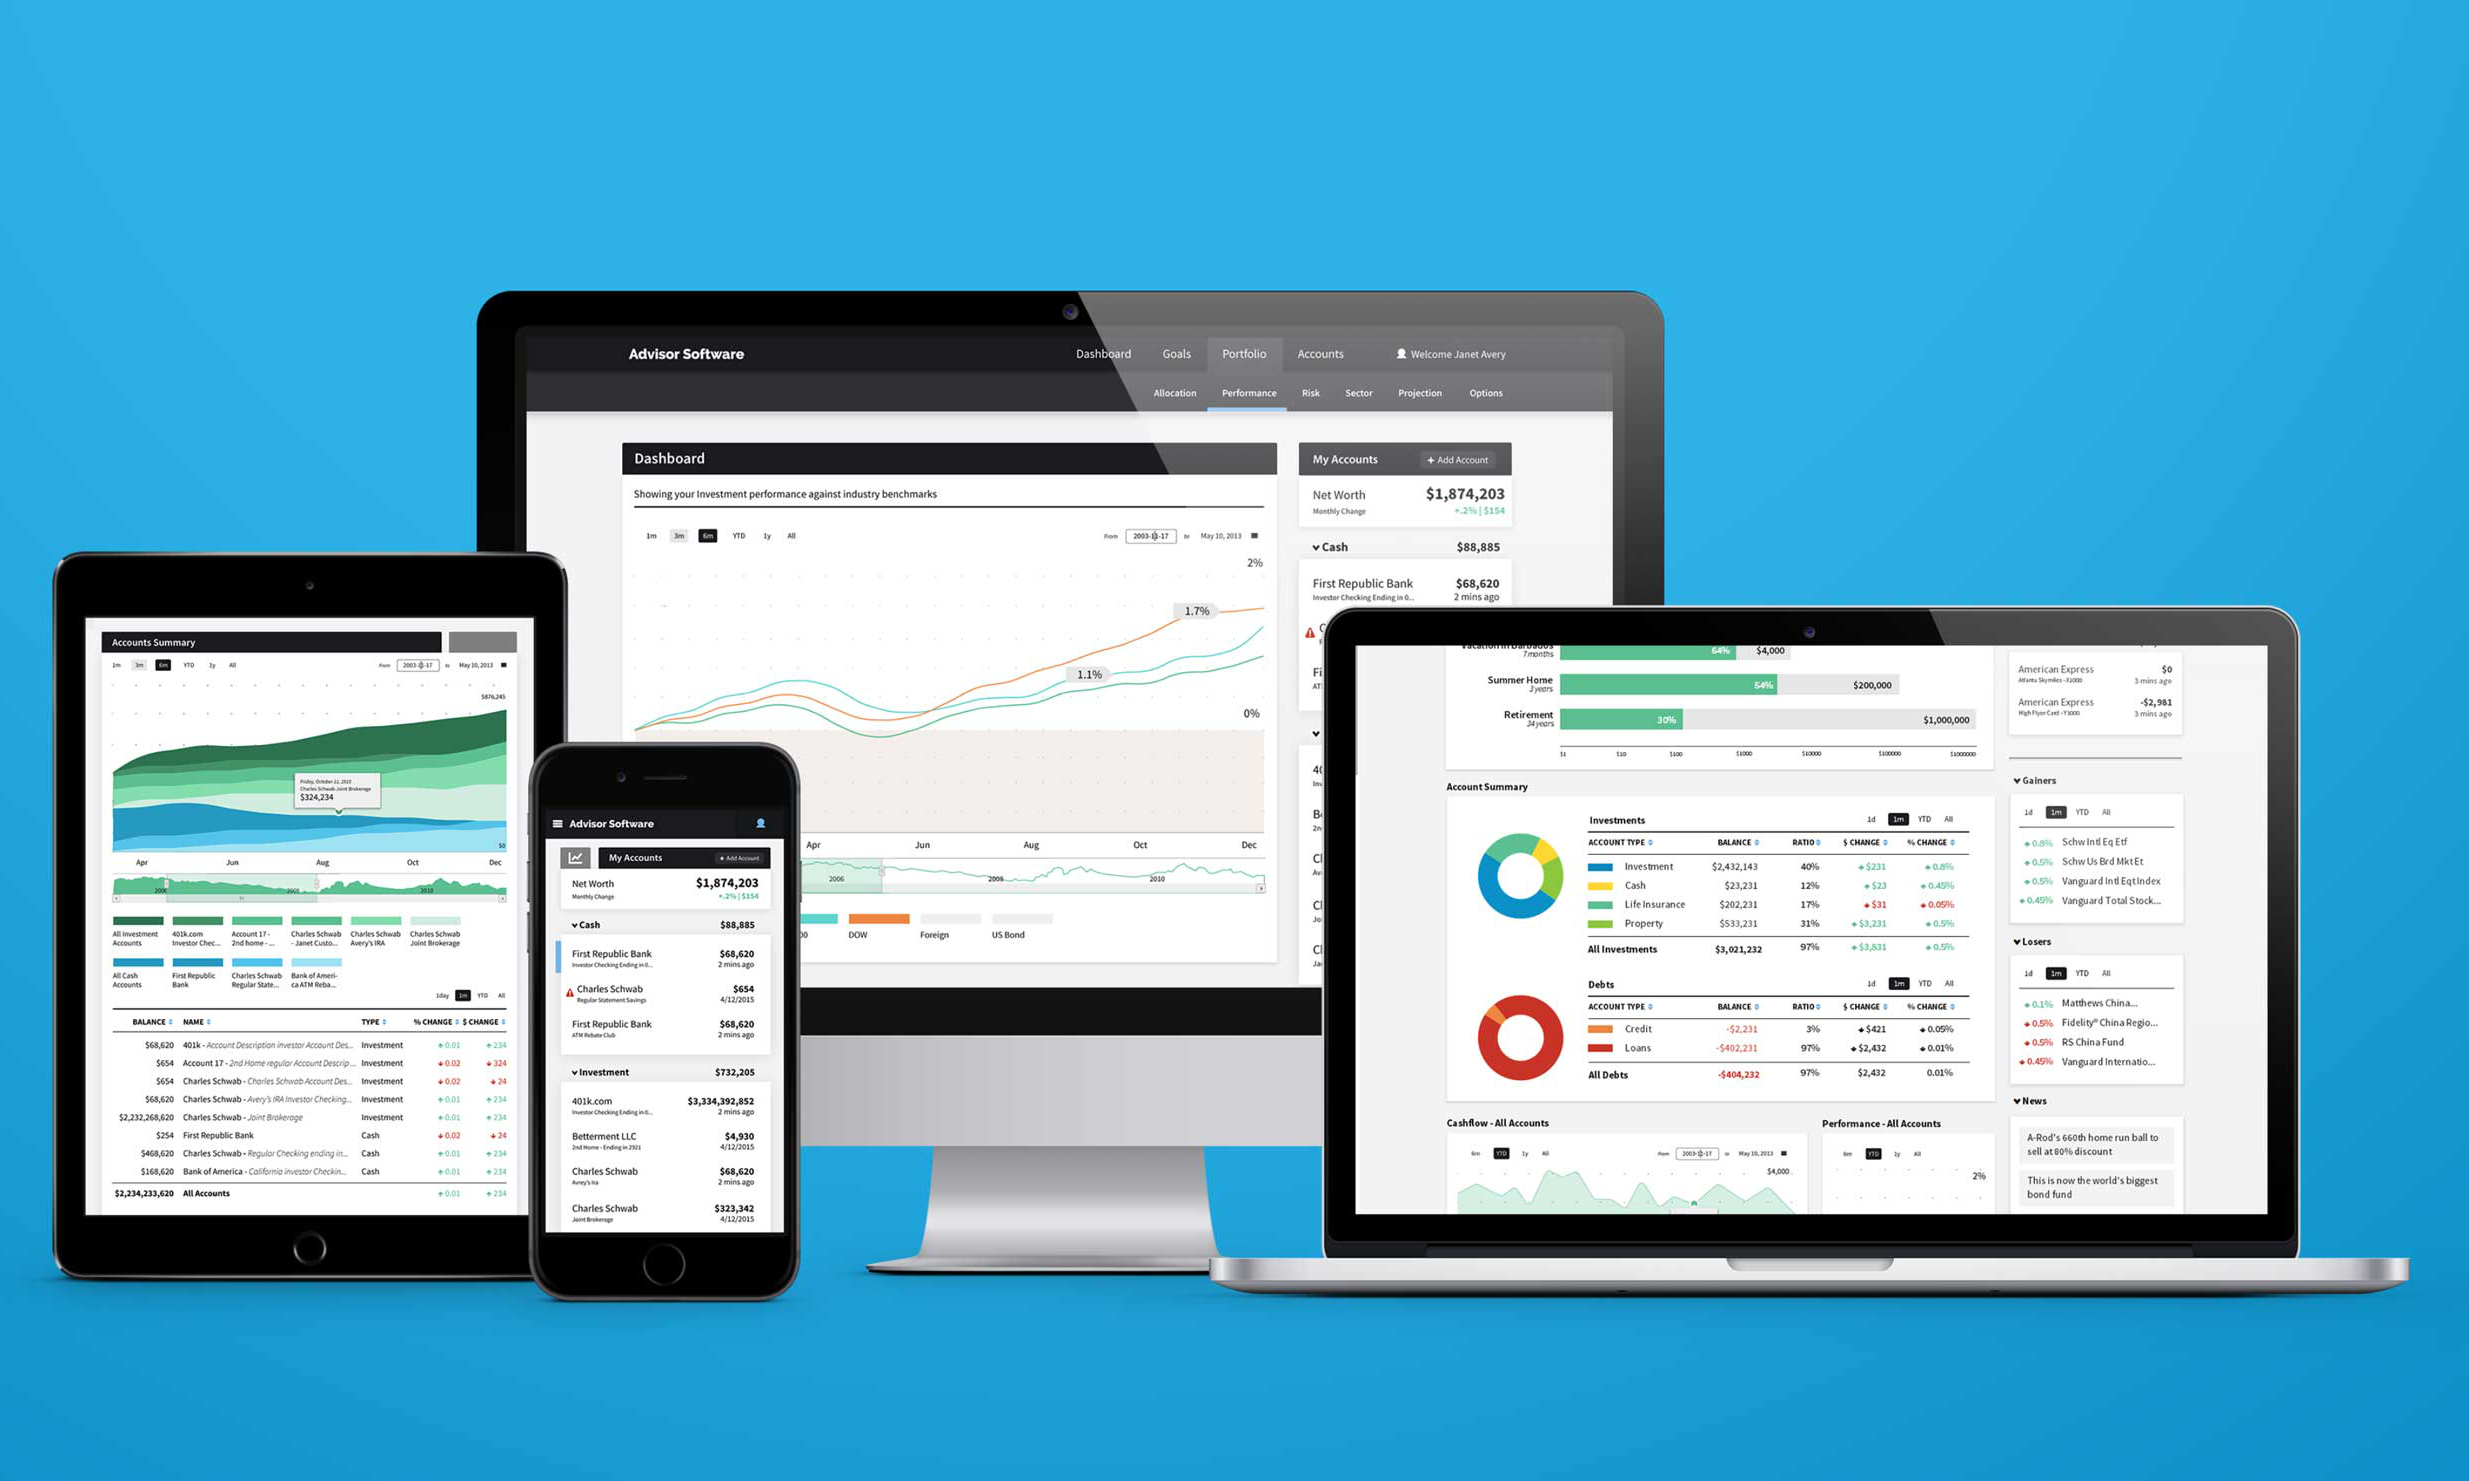 Advisor Software
Dashboard Goals Portfolio Accounts Welcome Janet Avery
Allocation Performance Risk Sector Projection Options
Dashboard
Showing your Investment performance against industry benchmarks
1m 3m 6m YTD 1y All From 2003-11-17 to May 10, 2013
2%
1.7%
1.1%
0%
Apr Jun Aug Oct Dec
2006 2008 2010
DOW Foreign US Bond
My Accounts + Add Account
Net Worth $1,874,203
Monthly Change +.2% | $154
Cash $88,885
First Republic Bank $68,620
Investor Checking Ending in 0... 2 mins ago
Accounts Summary
1m 3m 6m YTD 1y All From 2003-11-17 to May 10, 2013
$876,245
Friday, October 11, 2015
Charles Schwab Joint Brokerage
$324,234
$0
Apr Jun Aug Oct Dec
2006 2008 2010
All Investment 401k.com Account 17 - Charles Schwab Charles Schwab Charles Schwab
Accounts Investor Chec... 2nd home - ... - Janet Custo... Avery's IRA Joint Brokerage
All Cash First Republic Charles Schwab Bank of Ameri-
Accounts Bank Regular State... ca ATM Reba...
1day 1m YTD All
BALANCE NAME TYPE % CHANGE $ CHANGE
$68,620 401k - Account Description investor Account Des... Investment 0.01 234
$654 Account 17 - 2nd Home regular Account Descrip... Investment 0.02 324
$654 Charles Schwab - Charles Schwab Account Des... Investment 0.02 24
$68,620 Charles Schwab - Avery's IRA Investor Checking... Investment 0.01 234
$2,232,268,620 Charles Schwab - Joint Brokerage Investment 0.01 234
$254 First Republic Bank Cash 0.02 24
$468,620 Charles Schwab - Regular Checking ending in... Cash 0.01 234
$168,620 Bank of America - California investor Checkin... Cash 0.01 234
$2,234,233,620 All Accounts 0.01 234
Advisor Software
My Accounts + Add Account
Net Worth $1,874,203
Monthly Change +.2% | $154
Cash $88,885
First Republic Bank $68,620
Investor Checking Ending in 0... 2 mins ago
Charles Schwab $654
Regular Statement Savings 4/12/2015
First Republic Bank $68,620
ATM Rebate Club 2 mins ago
Investment $732,205
401k.com $3,334,392,852
Investor Checking Ending in 0... 2 mins ago
Betterment LLC $4,930
2nd Home - Ending in 2921 4/12/2015
Charles Schwab $68,620
Avrey's Ira 2 mins ago
Charles Schwab $323,342
Joint Brokerage 4/12/2015
Vacation in Barbados 64% $4,000
7 months
Summer Home 54% $200,000
3 years
Retirement 30% $1,000,000
34 years
$1 $10 $100 $1000 $10000 $100000 $1000000
Account Summary
Investments 1d 1m YTD All
ACCOUNT TYPE BALANCE RATIO $ CHANGE % CHANGE
Investment $2,432,143 40% $231 0.8%
Cash $23,231 12% $23 0.45%
Life Insurance $202,231 17% $31 0.05%
Property $533,231 31% $3,231 0.5%
All Investments $3,021,232 97% $3,831 0.5%
Debts 1d 1m YTD All
ACCOUNT TYPE BALANCE RATIO $ CHANGE % CHANGE
Credit -$2,231 3% $421 0.05%
Loans -$402,231 97% $2,432 0.01%
All Debts -$404,232 97% $2,432 0.01%
Cashflow - All Accounts
6m YTD 1y All From 2003-11-17 to May 10, 2013
$4,000
Performance - All Accounts
6m YTD 1y All
2%
American Express $0
Atlanta Skymiles -X1000 3 mins ago
American Express -$2,981
High Flyer Card - Y3000 3 mins ago
Gainers
1d 1m YTD All
0.8% Schw Intl Eq Etf
0.5% Schw Us Brd Mkt Et
0.5% Vanguard Intl Eqt Index
0.45% Vanguard Total Stock...
Losers
1d 1m YTD All
0.1% Matthews China...
0.5% Fidelity® China Regio...
0.5% RS China Fund
0.45% Vanguard Internatio...
News
A-Rod's 660th home run ball to
sell at 80% discount
This is now the world's biggest
bond fund